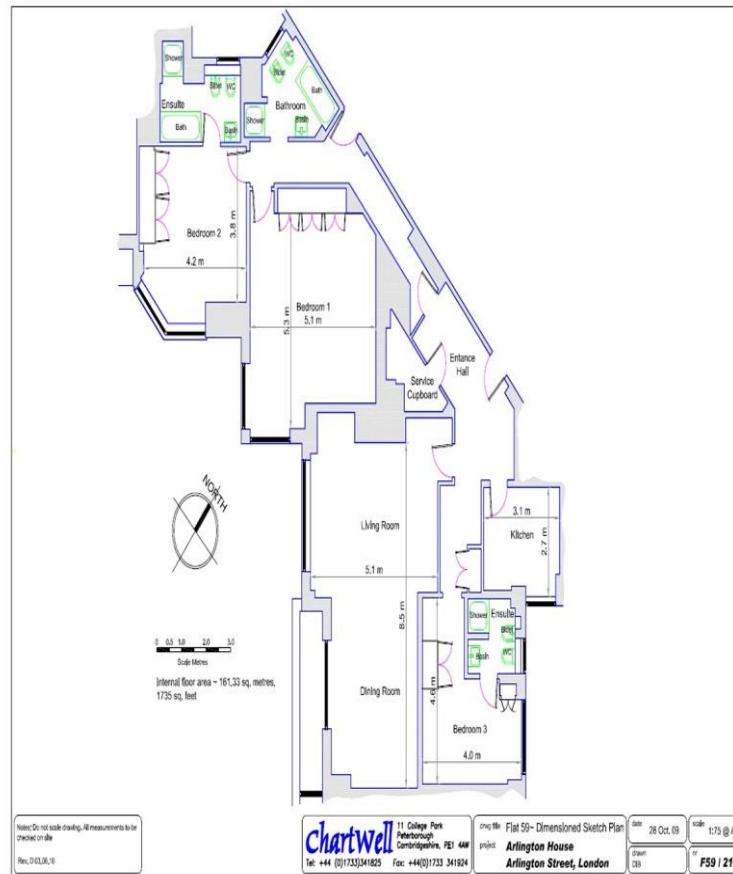 Shower
Bidet
WC
Ensuite
Bath
Basin
WC
Bidet
Bath
Bathroom
Shower
Basin
Bedroom 2
3.8 m
4.2 m
Bedroom 1
5,1 m
5.3 m
Entance
Hall
Service
Cupboard
NORTH
Living Room
5,1 m
8.5 m
Dining Room
3.1 m
Kitchen
2.7 m
Shower
Ensuite
Bidet
Basin
WC
4.6 m
Bedroom 3
4.0 m
0 0.5 1.0 2.0 3.0
Scale Metres
Internal floor area ~ 161,33 sq. metres,
1735 sq. feet
Notes: Do not scale drawing. All measurements to be
checked on site
ChartWell
11 College Park
Peterborough
Cambridgeshire, PE1 4AW
Tel: +44 (0)1733)341825 Fax: +44(0)1733 341924
drwg title Flat 59~ Dimensioned Sketch Plan
project Arlington House
Arlington Street, London
date
28 Oct. 09
scale
1:75 @ A
drawn
nr
F59 / 21